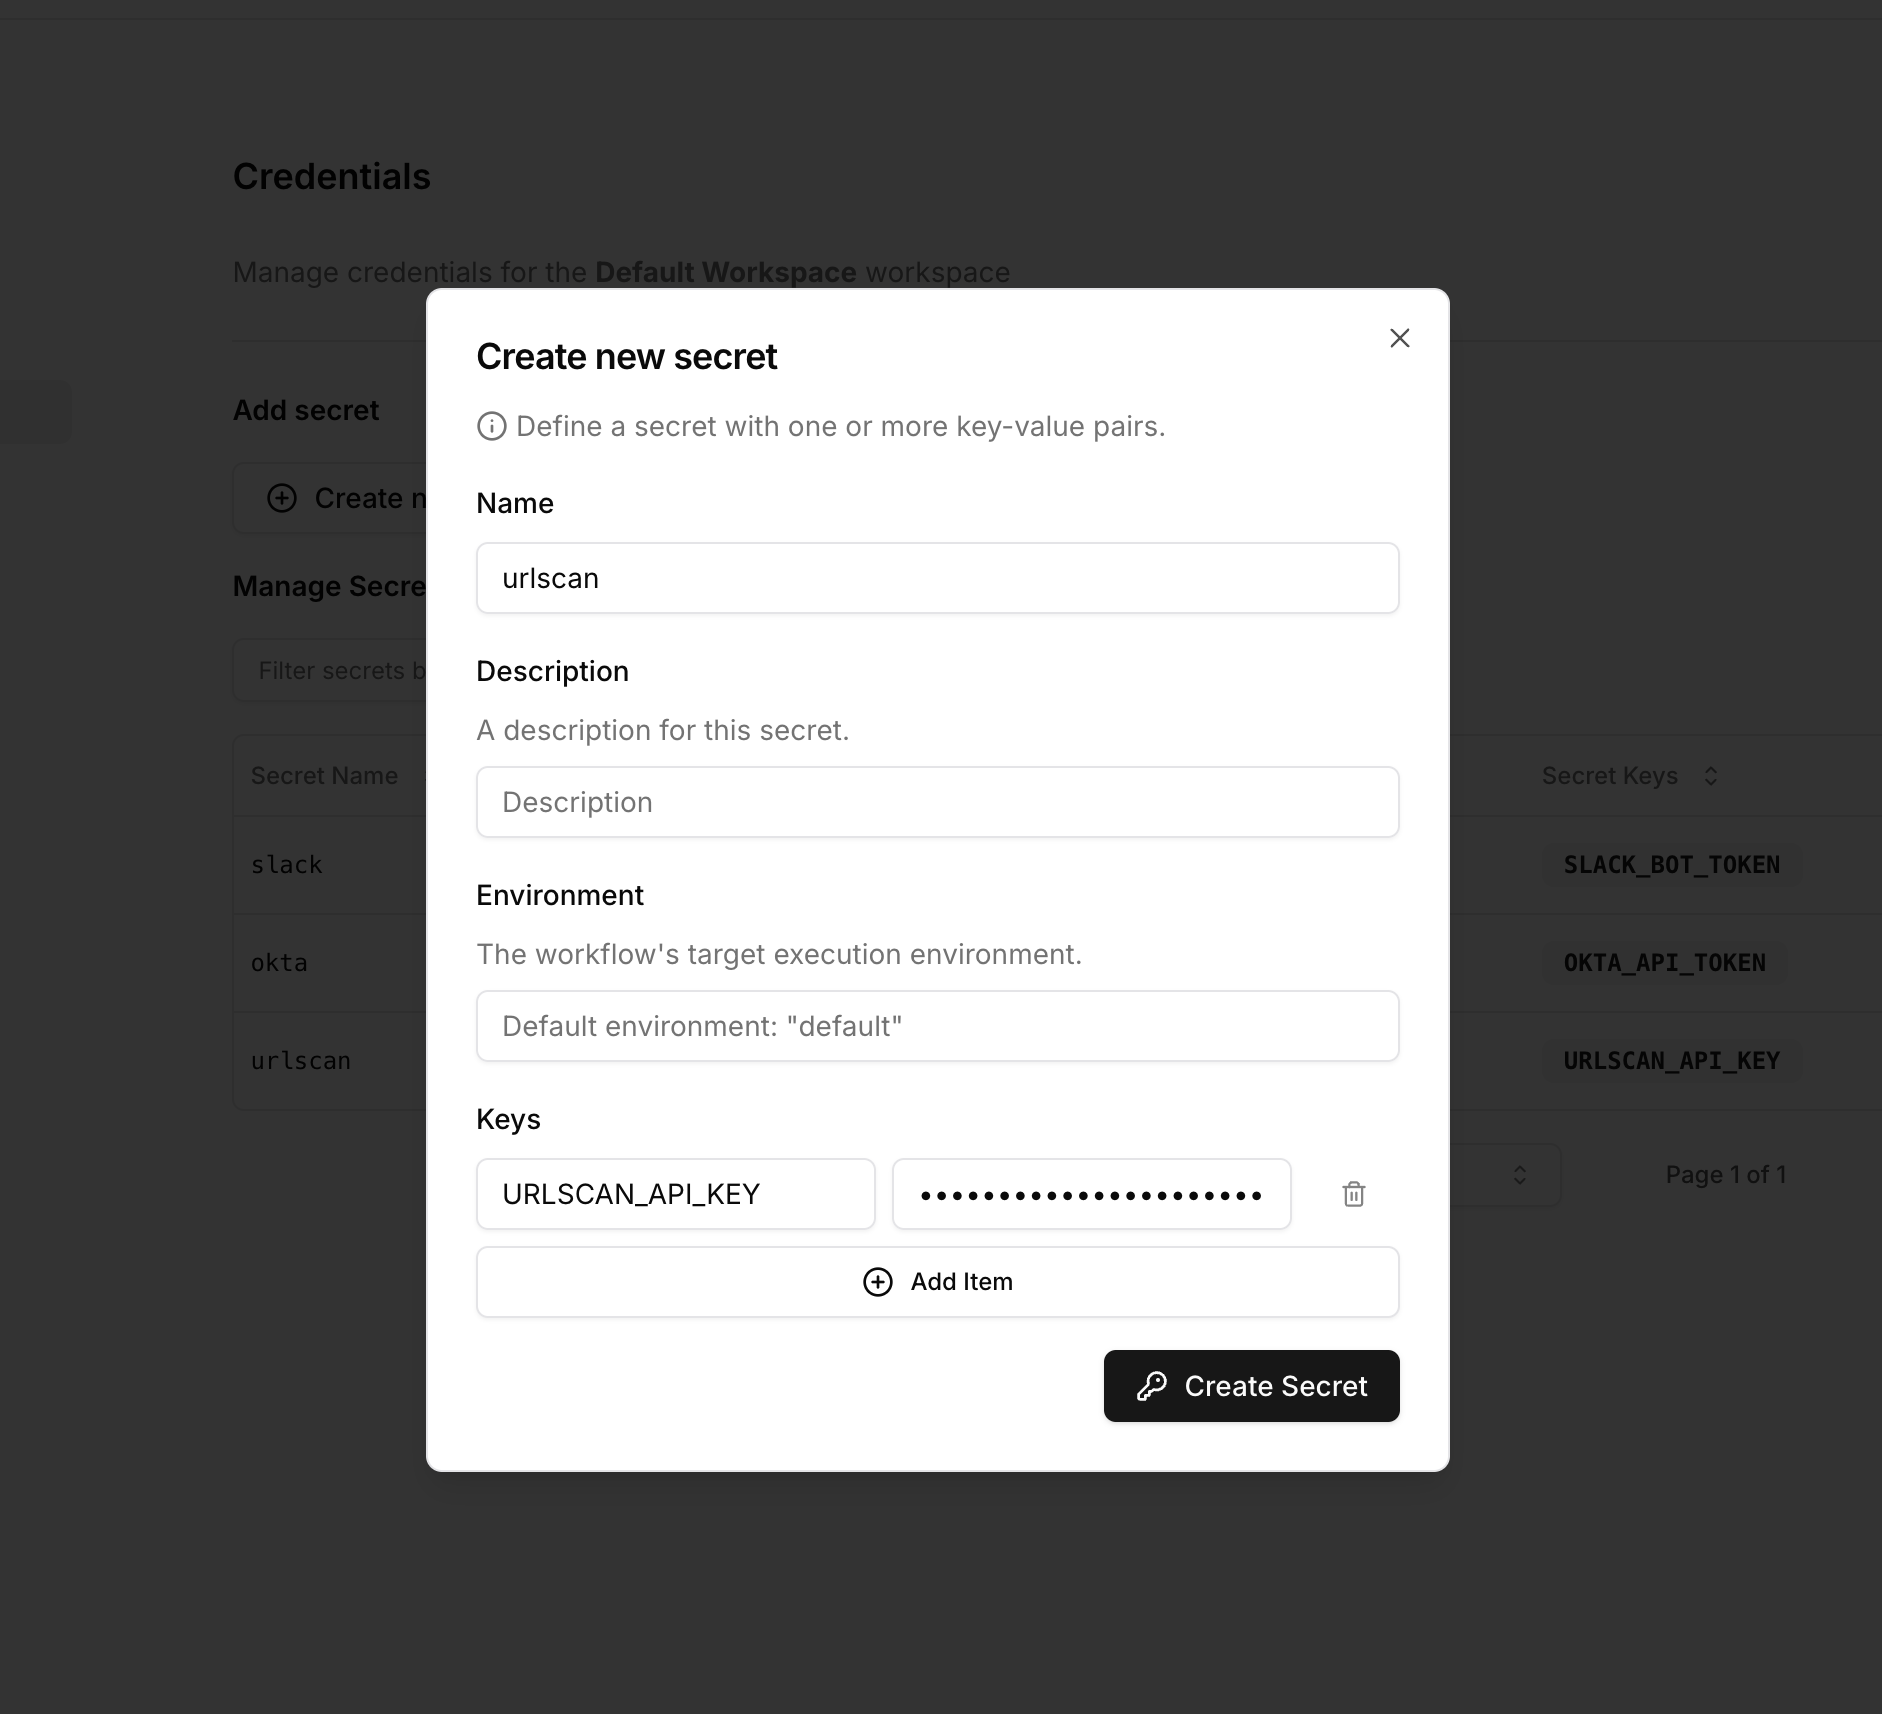 Credentials
Manage credentials for the Default Workspace workspace
Create new secret
Define a secret with one or more key-value pairs.
Name
urlscan
Description
A description for this secret.
Description
Environment
The workflow's target execution environment.
Default environment: "default"
Keys
URLSCAN_API_KEY
••••••••••••••••••••••
Add Item
Create Secret
Add secret
Create n
Manage Secre
Filter secrets b
Secret Name
Secret Keys
slack
SLACK_BOT_TOKEN
okta
OKTA_API_TOKEN
urlscan
URLSCAN_API_KEY
Page 1 of 1